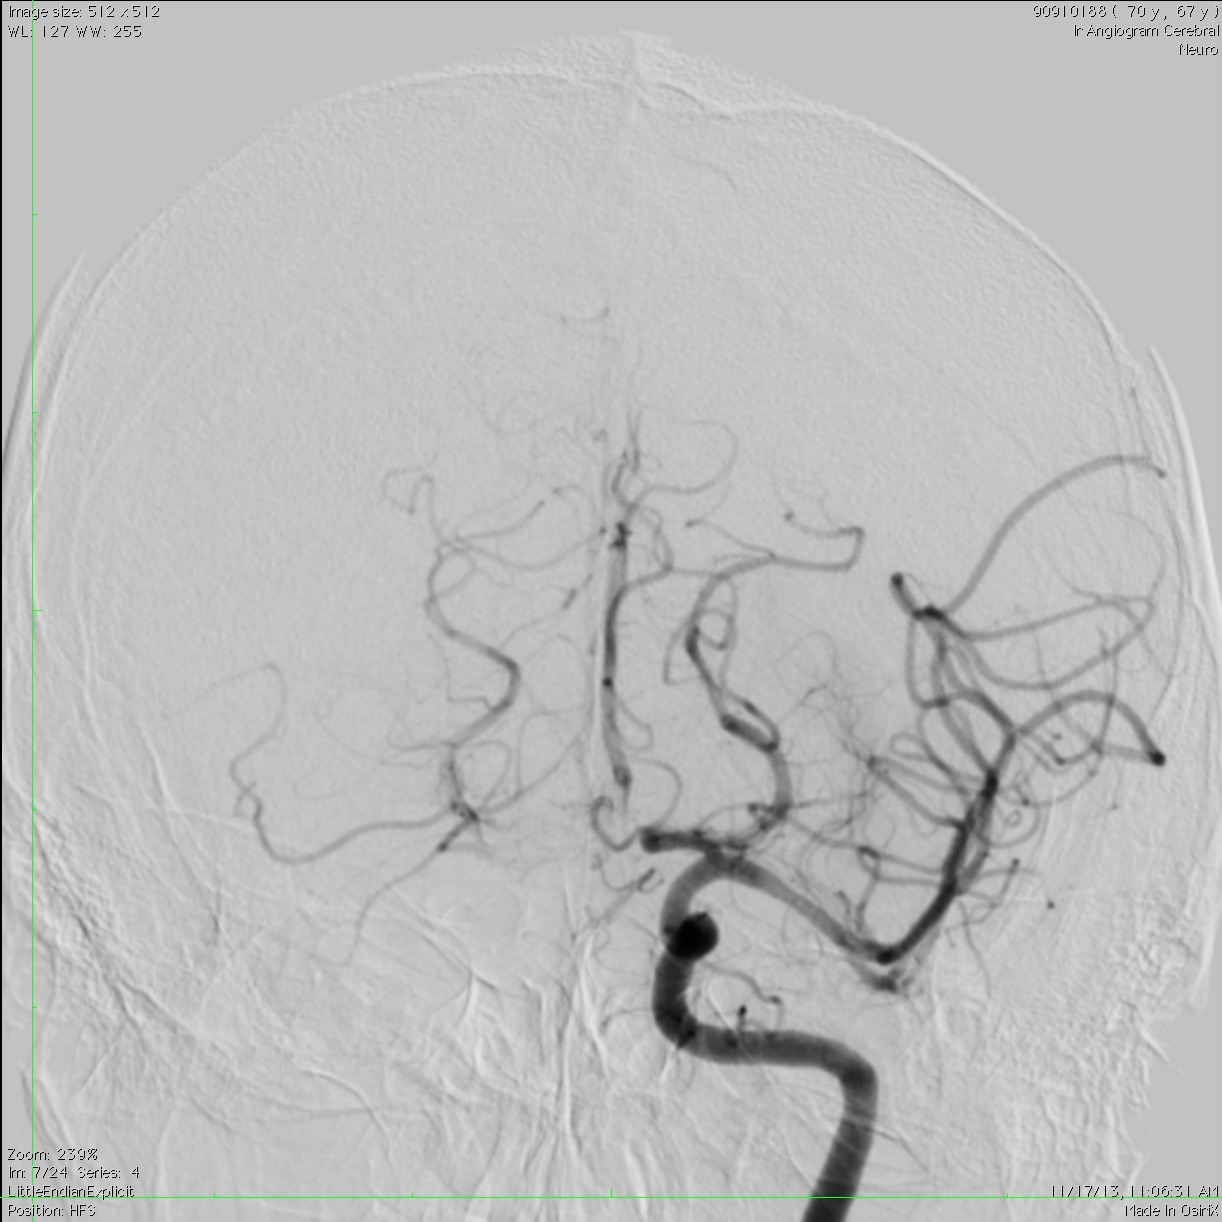 Image size: 512 x 512
WL: 127 WW: 255
90910188 ( 70 y, 67 y )
Ir Angiogram Cerebral
Neuro
Zoom: 239%
Im: 7/24 Series: 4
LittleEndianExplicit
Position: HFS
11/17/13, 11:06:31 AM
Made In OsiriX